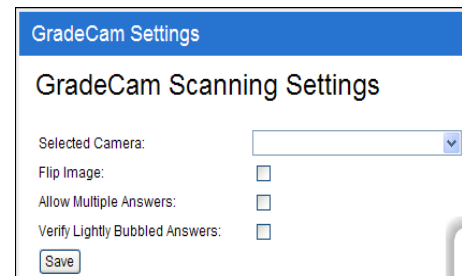 GradeCam Settings
GradeCam Scanning Settings
Selected Camera:
Flip Image:
Allow Multiple Answers:
Verify Lightly Bubbled Answers:
Save